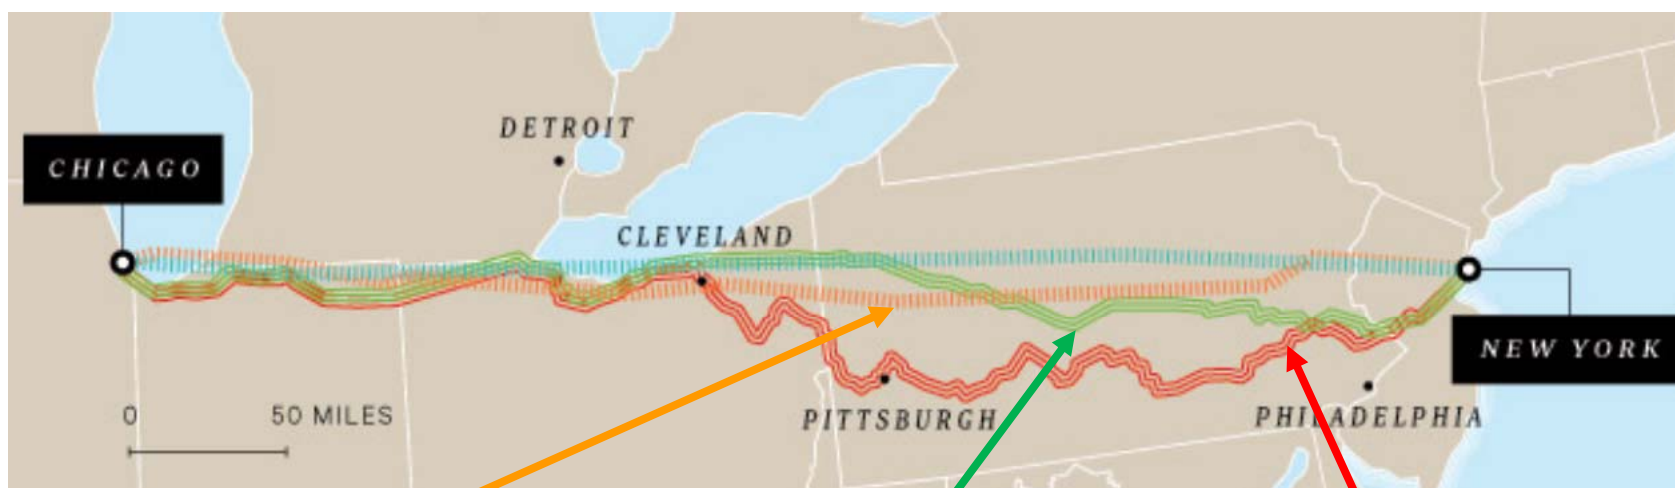 DETROIT
CHICAGO
CLEVELAND
NEW YORK
0 50 MILES
PITTSBURGH
PHILADELPHIA